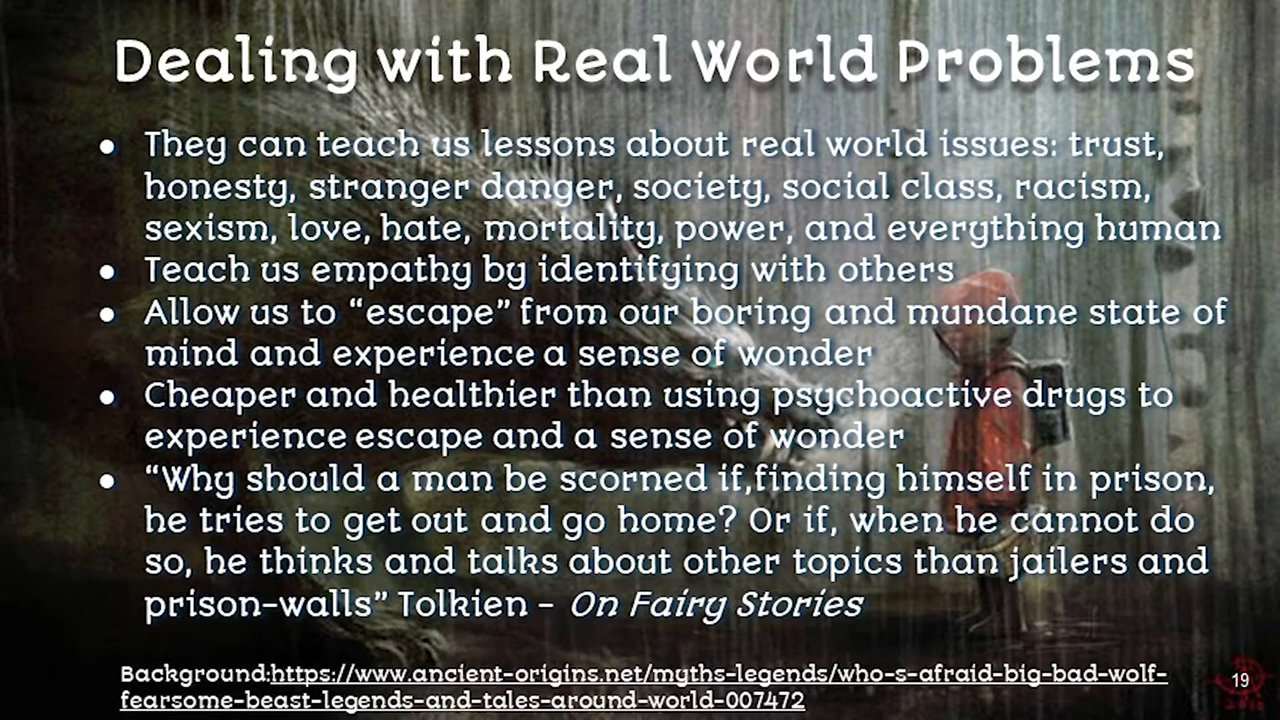 Dealing with Real World Problems
● They can teach us lessons about real world issues: trust,
honesty, stranger danger, society, social class, racism,
sexism, love, hate, mortality, power, and everything human
● Teach us empathy by identifying with others
● Allow us to “escape” from our boring and mundane state of
mind and experience a sense of wonder
● Cheaper and healthier than using psychoactive drugs to
experience escape and a sense of wonder
● “Why should a man be scorned if,finding himself in prison,
he tries to get out and go home? Or if, when he cannot do
so, he thinks and talks about other topics than jailers and
prison-walls” Tolkien - On Fairy Stories
Background:https://www.ancient-origins.net/myths-legends/who-s-afraid-big-bad-wolf-
fearsome-beast-legends-and-tales-around-world-007472
19